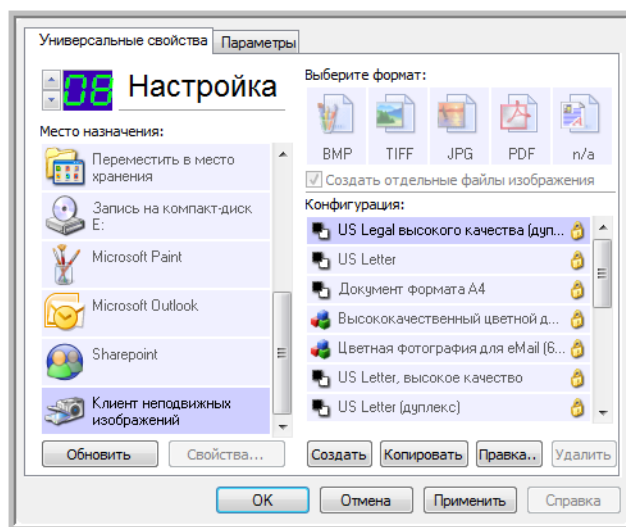 Универсальные свойства
Параметры
08 Настройка
Место назначения:
Переместить в место
хранения
Запись на компакт-диск
E:
Microsoft Paint
Microsoft Outlook
Sharepoint
Клиент неподвижных
изображений
Обновить
Свойства...
Выберите формат:
BMP
TIFF
JPG
PDF
n/a
Создать отдельные файлы изображения
Конфигурация:
US Legal высокого качества (дуп...
US Letter
Документ формата A4
Высококачественный цветной д...
Цветная фотография для eMail (6...
US Letter, высокое качество
US Letter (дуплекс)
Создать
Копировать
Правка..
Удалить
OK
Отмена
Применить
Справка